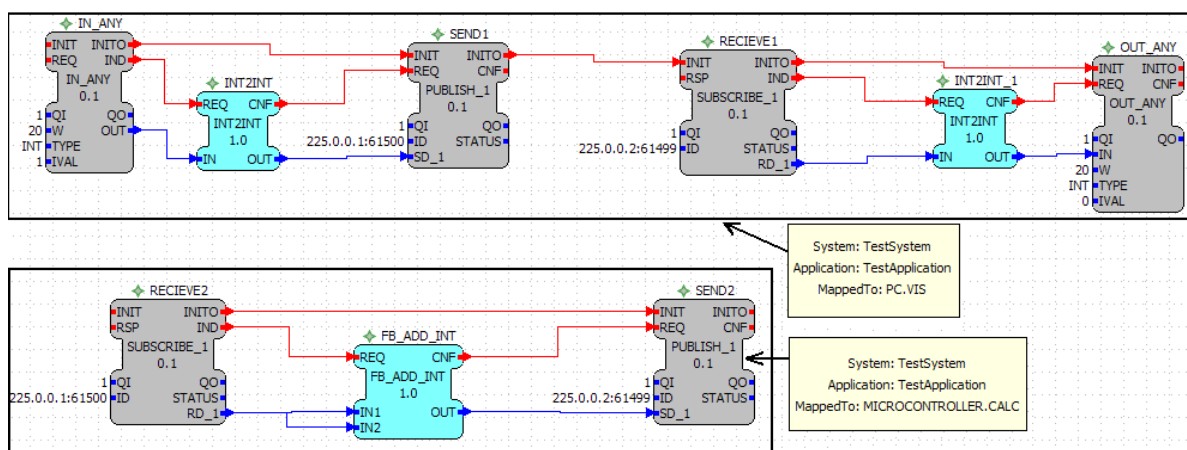 IN_ANY
INIT INITO
REQ IND
IN_ANY
0.1
1 QI QO
20 W OUT
INT TYPE
1 IVAL
INT2INT
REQ CNF
INT2INT
1.0
IN OUT
SEND1
INIT INITO
REQ CNF
PUBLISH_1
0.1
1 QI QO
225.0.0.1:61500 ID STATUS
SD_1
RECIEVE1
INIT INITO
RSP IND
SUBSCRIBE_1
0.1
1 QI QO
225.0.0.2:61499 ID STATUS
RD_1
INT2INT_1
REQ CNF
INT2INT
1.0
IN OUT
OUT_ANY
INIT INITO
REQ CNF
OUT_ANY
0.1
1 QI QO
IN
20 W
INT TYPE
0 IVAL
System: TestSystem
Application: TestApplication
MappedTo: PC.VIS
RECIEVE2
INIT INITO
RSP IND
SUBSCRIBE_1
0.1
1 QI QO
225.0.0.1:61500 ID STATUS
RD_1
FB_ADD_INT
REQ CNF
FB_ADD_INT
1.0
IN1 OUT
IN2
SEND2
INIT INITO
REQ CNF
PUBLISH_1
0.1
1 QI QO
225.0.0.2:61499 ID STATUS
SD_1
System: TestSystem
Application: TestApplication
MappedTo: MICROCONTROLLER.CALC